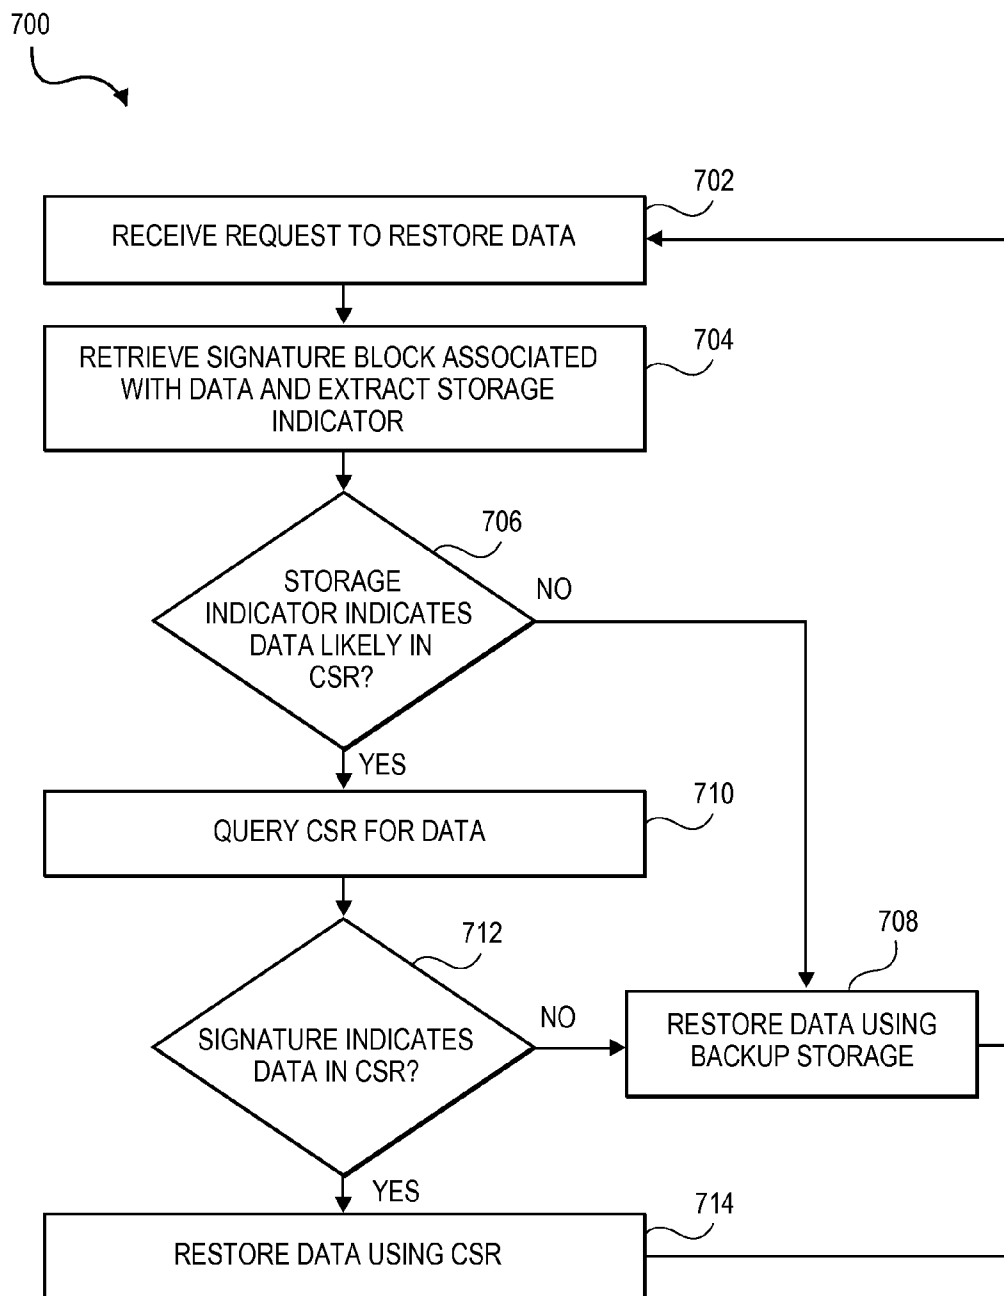 700
702
RECEIVE REQUEST TO RESTORE DATA
704
RETRIEVE SIGNATURE BLOCK ASSOCIATED
WITH DATA AND EXTRACT STORAGE
INDICATOR
706
STORAGE
INDICATOR INDICATES
DATA LIKELY IN
CSR?
NO
YES
710
QUERY CSR FOR DATA
712
SIGNATURE INDICATES
DATA IN CSR?
NO
708
RESTORE DATA USING
BACKUP STORAGE
YES
714
RESTORE DATA USING CSR